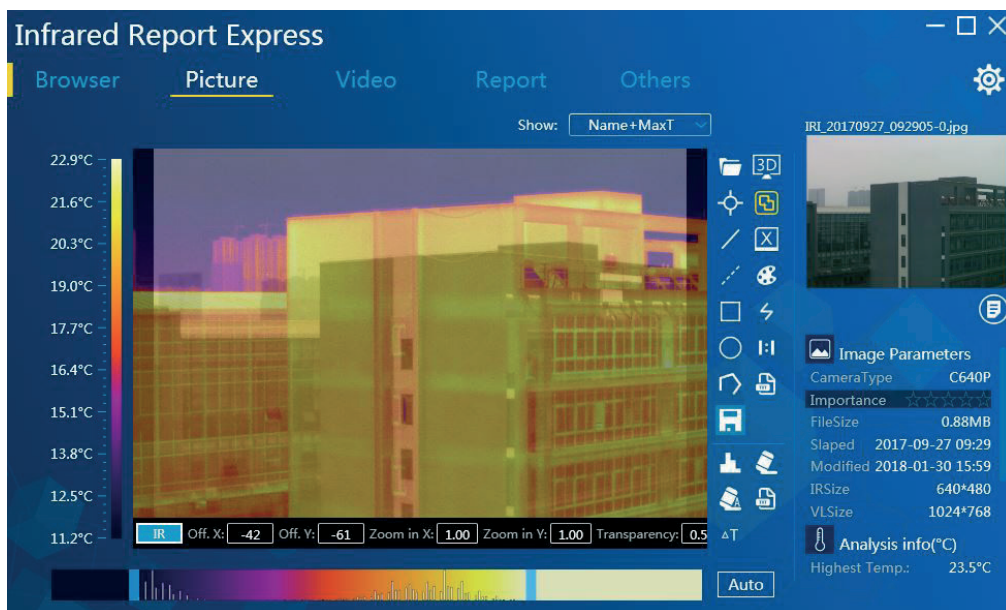 Infrared Report Express
Browser Picture Video Report Others
Show: Name+MaxT
IRI_20170927_092905-0.jpg
22.9°C
21.6°C
20.3°C
19.0°C
17.7°C
16.4°C
15.1°C
13.8°C
12.5°C
11.2°C
3D
X
1:1
ΔT
IR Off. X: -42 Off. Y: -61 Zoom in X: 1.00 Zoom in Y: 1.00 Transparency: 0.5
Auto
Image Parameters
CameraType C640P
Importance
FileSize 0.88MB
Slaped 2017-09-27 09:29
Modified 2018-01-30 15:59
IRSize 640*480
VLSize 1024*768
Analysis info(°C)
Highest Temp.: 23.5°C